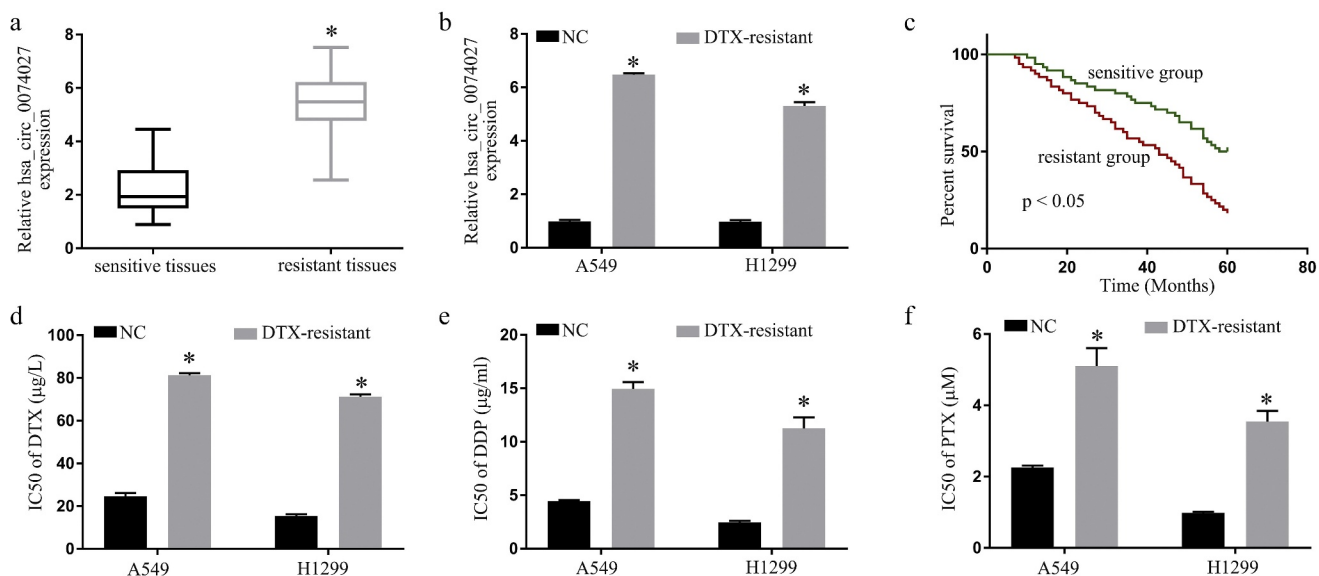 a
Relative hsa_circ_0074027
expression
8
6
4
2
0
*
sensitive tissues
resistant tissues
b
Relative hsa_circ_0074027
expression
NC
DTX-resistant
8
6
4
2
0
*
*
A549
H1299
c
Percent survival
100
50
0
sensitive group
resistant group
p < 0.05
0
20
40
60
80
Time (Months)
d
IC50 of DTX (μg/L)
NC
DTX-resistant
100
80
60
40
20
0
*
*
A549
H1299
e
IC50 of DDP (μg/ml)
NC
DTX-resistant
20
15
10
5
0
*
*
A549
H1299
f
IC50 of PTX (μM)
NC
DTX-resistant
6
4
2
0
*
*
A549
H1299